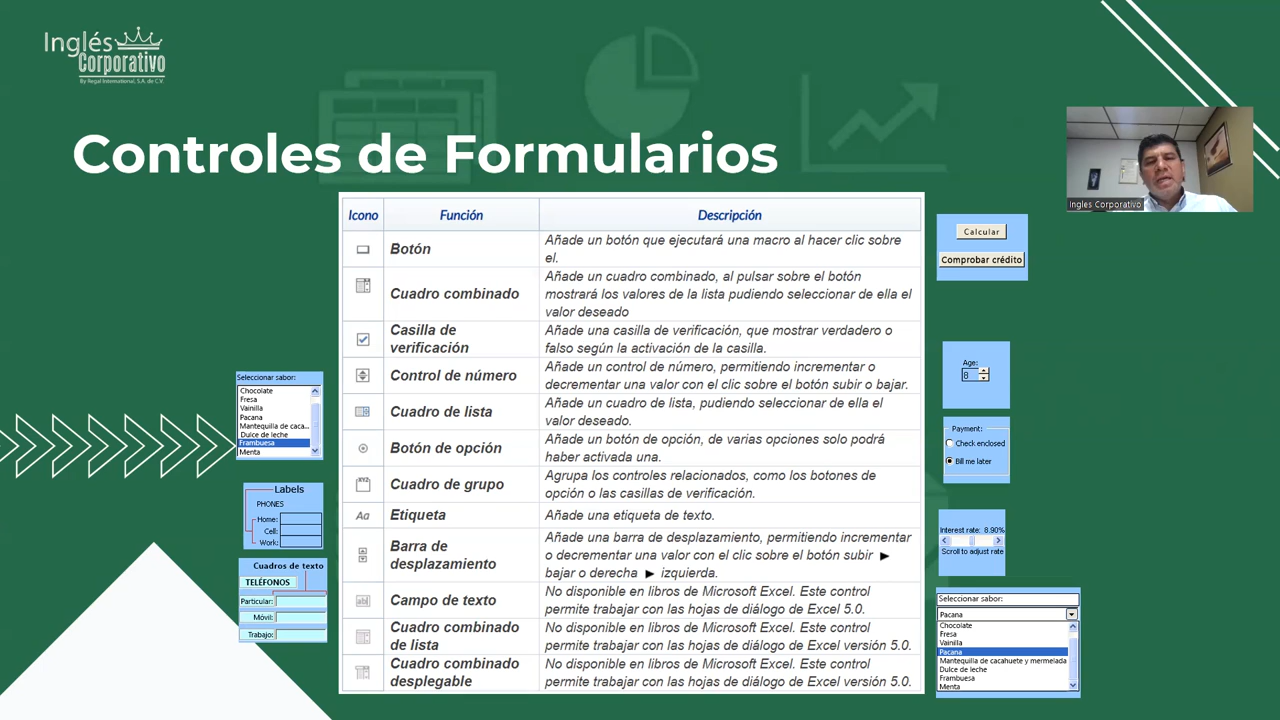 Inglés
Corporativo
By Regal International, S.A. de C.V.
Controles de Formularios
Ingles Corporativo
Icono Función Descripción
Botón
Añade un botón que ejecutará una macro al hacer clic sobre
el.
Cuadro combinado
Añade un cuadro combinado, al pulsar sobre el botón
mostrará los valores de la lista pudiendo seleccionar de ella el
valor deseado
Casilla de
verificación
Añade una casilla de verificación, que mostrar verdadero o
falso según la activación de la casilla.
Control de número
Añade un control de número, permitiendo incrementar o
decrementar una valor con el clic sobre el botón subir o bajar.
Cuadro de lista
Añade un cuadro de lista, pudiendo seleccionar de ella el
valor deseado.
Botón de opción
Añade un botón de opción, de varias opciones solo podrá
haber activada una.
XYZ
Cuadro de grupo
Agrupa los controles relacionados, como los botones de
opción o las casillas de verificación.
Aa
Etiqueta
Añade una etiqueta de texto.
Barra de
desplazamiento
Añade una barra de desplazamiento, permitiendo incrementar
o decrementar una valor con el clic sobre el botón subir ►
bajar o derecha ► izquierda.
ab|
Campo de texto
No disponible en libros de Microsoft Excel. Este control
permite trabajar con las hojas de diálogo de Excel 5.0.
Cuadro combinado
de lista
No disponible en libros de Microsoft Excel. Este control
permite trabajar con las hojas de diálogo de Excel versión 5.0.
Cuadro combinado
desplegable
No disponible en libros de Microsoft Excel. Este control
permite trabajar con las hojas de diálogo de Excel versión 5.0.
Seleccionar sabor:
Chocolate
Fresa
Vainilla
Pacana
Mantequilla de caca...
Dulce de leche
Frambuesa
Menta
Labels
PHONES
Home:
Cell:
Work:
Cuadros de texto
TELÉFONOS
Particular:
Móvil:
Trabajo:
Calcular
Comprobar crédito
Age:
8
Payment:
Check enclosed
Bill me later
Interest rate: 8.90%
Scroll to adjust rate
Seleccionar sabor:
Pacana
Chocolate
Fresa
Vainilla
Pacana
Mantequilla de cacahuete y mermelada
Dulce de leche
Frambuesa
Menta